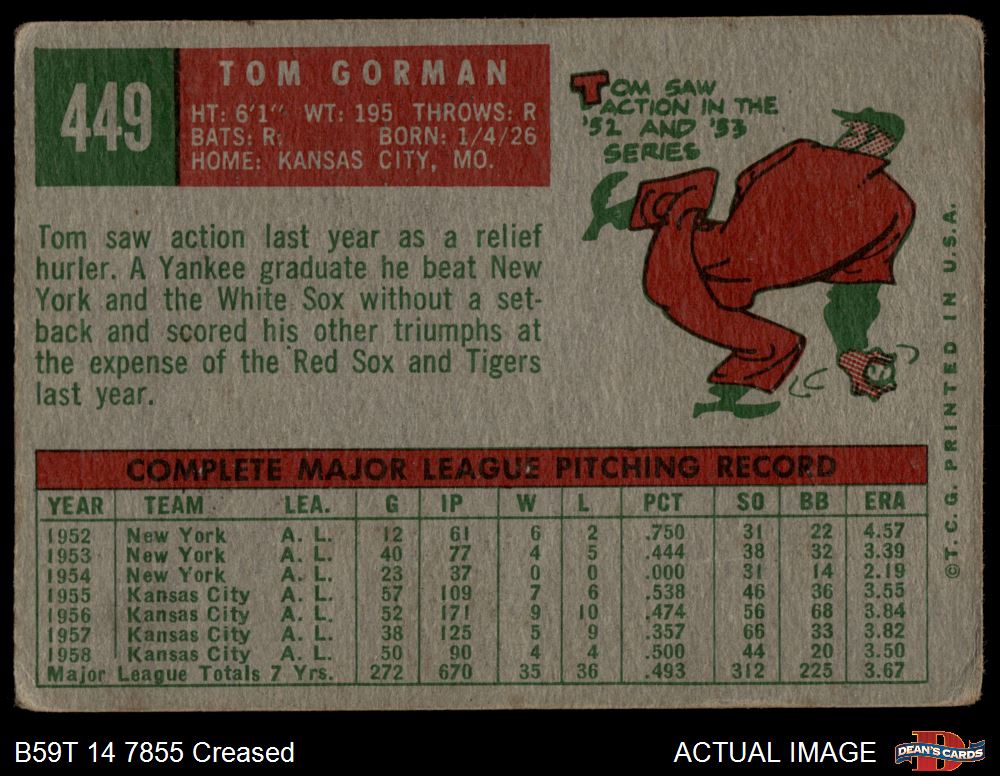 449
TOM GORMAN
HT: 6'1" WT: 195 THROWS: R
BATS: R. BORN: 1/4/26
HOME: KANSAS CITY, MO.
TOM SAW
ACTION IN THE
'52 AND '53
SERIES
Tom saw action last year as a relief
hurler. A Yankee graduate he beat New
York and the White Sox without a set-
back and scored his other triumphs at
the expense of the Red Sox and Tigers
last year.
COMPLETE MAJOR LEAGUE PITCHING RECORD
YEAR TEAM LEA. G IP W L PCT SO BB ERA
1952 New York A. L. 12 61 6 2 .750 31 22 4.57
1953 New York A. L. 40 77 4 5 .444 38 32 3.39
1954 New York A. L. 23 37 0 0 .000 31 14 2.19
1955 Kansas City A. L. 57 109 7 6 .538 46 36 3.55
1956 Kansas City A. L. 52 171 9 10 .474 56 68 3.84
1957 Kansas City A. L. 38 125 5 9 .357 66 33 3.82
1958 Kansas City A. L. 50 90 4 4 .500 44 20 3.50
Major League Totals 7 Yrs. 272 670 35 36 .493 312 225 3.67
©T.C.G. PRINTED IN U.S.A.
B59T 14 7855 Creased
ACTUAL IMAGE
DEAN'S CARDS